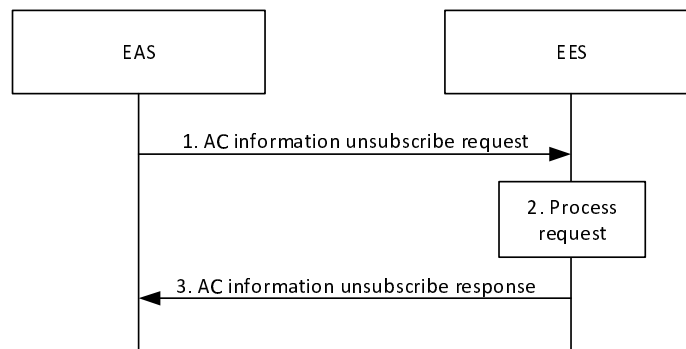 EAS
EES
1. AC information unsubscribe request
2. Process
request
3. AC information unsubscribe response